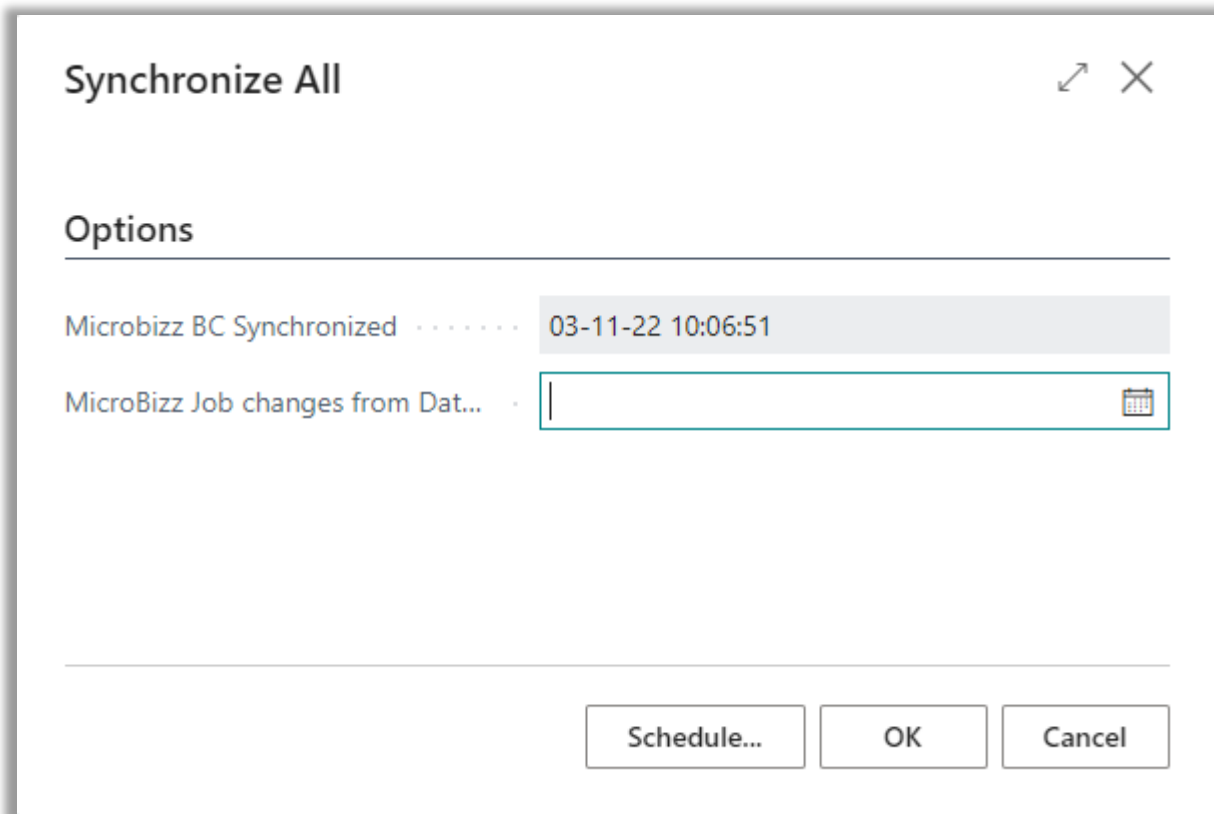 Synchronize All
Options
Microbizz BC Synchronized 03-11-22 10:06:51
MicroBizz Job changes from Dat...
Schedule... OK Cancel